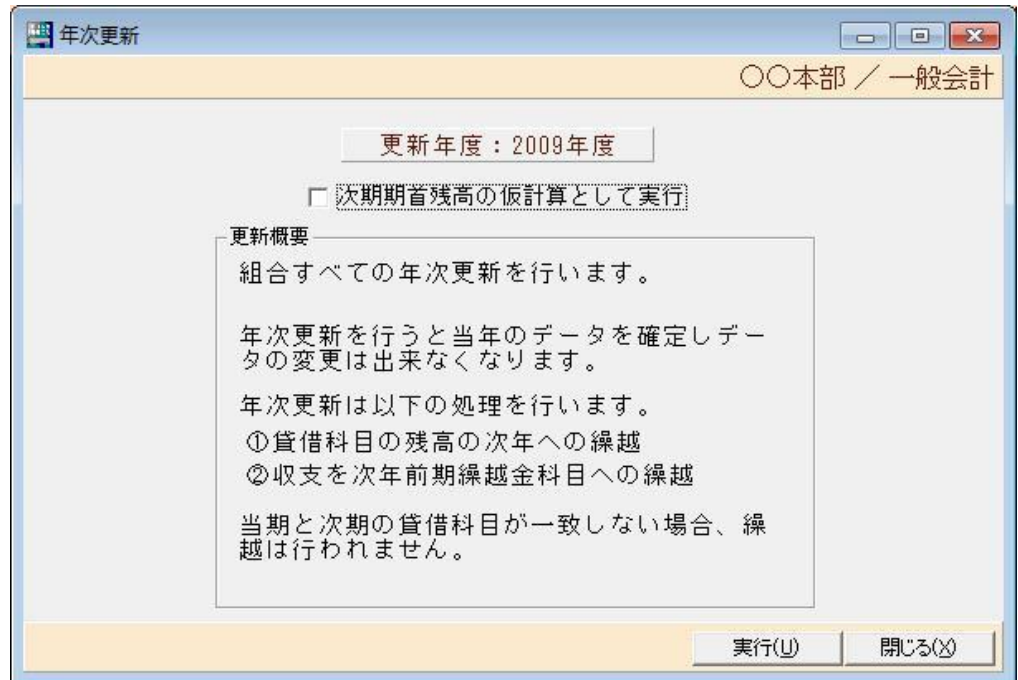 年次更新
〇〇本部 / 一般会計
更新年度：2009年度
次期期首残高の仮計算として実行
更新概要
組合すべての年次更新を行います。
年次更新を行うと当年のデータを確定しデー
タの変更は出来なくなります。
年次更新は以下の処理を行います。
①貸借科目の残高の次年への繰越
②収支を次年前期繰越金科目への繰越
当期と次期の貸借科目が一致しない場合、繰
越は行われません。
実行(U)
閉じる(X)